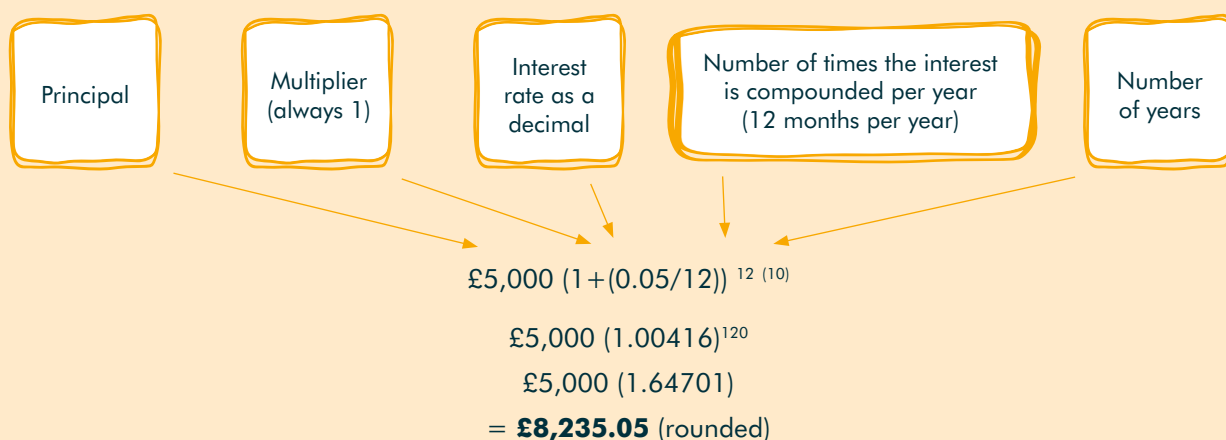 Principal
Multiplier
(always 1)
Interest
rate as a
decimal
Number of times the interest
is compounded per year
(12 months per year)
Number
of years
£5,000 (1+(0.05/12)) ¹² ⁽¹⁰⁾
£5,000 (1.00416)¹²⁰
£5,000 (1.64701)
= £8,235.05 (rounded)